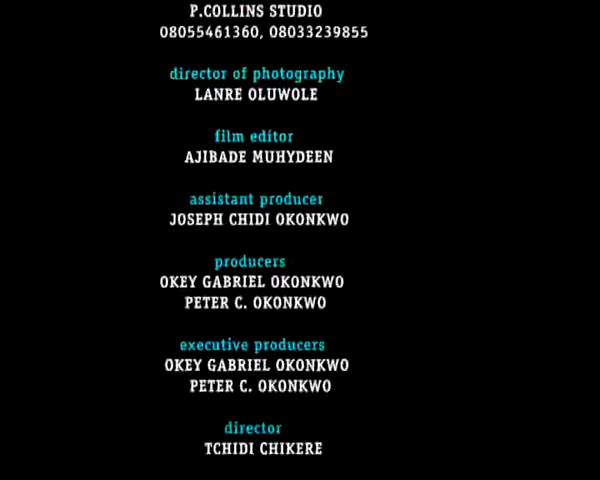 P.COLLINS STUDIO
08055461360, 08033239855
director of photography
LANRE OLUWOLE
film editor
AJIBADE MUHYDEEN
assistant producer
JOSEPH CHIDI OKONKWO
producers
OKEY GABRIEL OKONKWO
PETER C. OKONKWO
executive producers
OKEY GABRIEL OKONKWO
PETER C. OKONKWO
director
TCHIDI CHIKERE